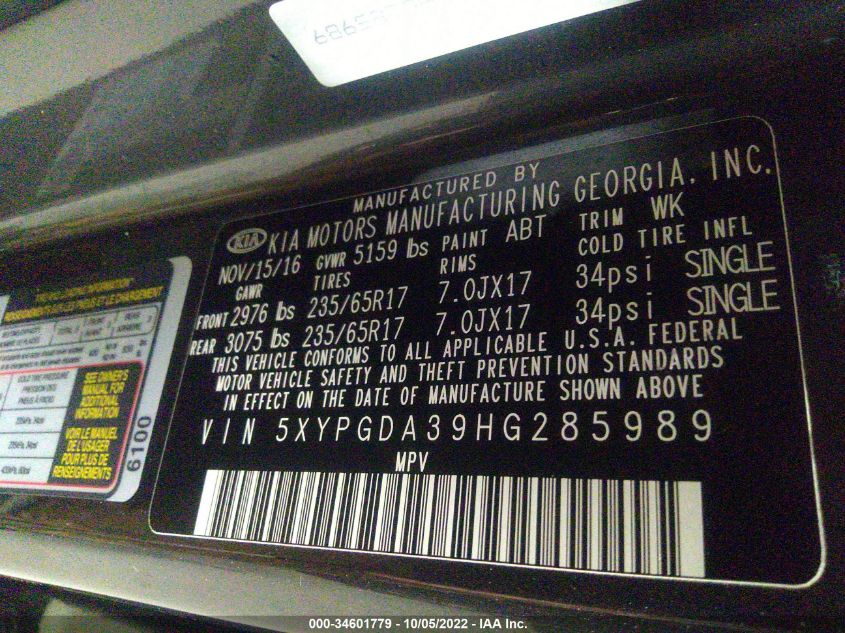 MANUFACTURED BY
KIA KIA MOTORS MANUFACTURING GEORGIA, INC.
NOV/15/16 GVWR 5159 lbs PAINT ABT TRIM WK
GAWR TIRES RIMS COLD TIRE INFL
FRONT 2976 lbs 235/65R17 7.0JX17 34psi SINGLE
REAR 3075 lbs 235/65R17 7.0JX17 34psi SINGLE
THIS VEHICLE CONFORMS TO ALL APPLICABLE U.S.A. FEDERAL
MOTOR VEHICLE SAFETY AND THEFT PREVENTION STANDARDS
IN EFFECT ON THE DATE OF MANUFACTURE SHOWN ABOVE
VIN 5XYPGDA39HG285989
MPV
SEE OWNER'S
MANUAL FOR
ADDITIONAL
INFORMATION
VOIR LE MANUEL
DE L'USAGER
POUR PLUS DE
RENSEIGNEMENTS
6100
000-34601779 - 10/05/2022 - IAA Inc.